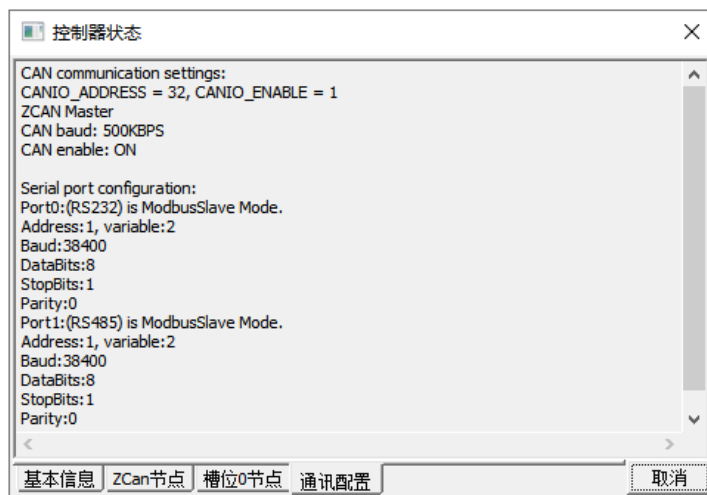 控制器状态
CAN communication settings:
CANIO_ADDRESS = 32, CANIO_ENABLE = 1
ZCAN Master
CAN baud: 500KBPS
CAN enable: ON
Serial port configuration:
Port0:(RS232) is ModbusSlave Mode.
Address:1, variable:2
Baud:38400
DataBits:8
StopBits:1
Parity:0
Port1:(RS485) is ModbusSlave Mode.
Address:1, variable:2
Baud:38400
DataBits:8
StopBits:1
Parity:0
基本信息 ZCan节点 槽位0节点 通讯配置 取消